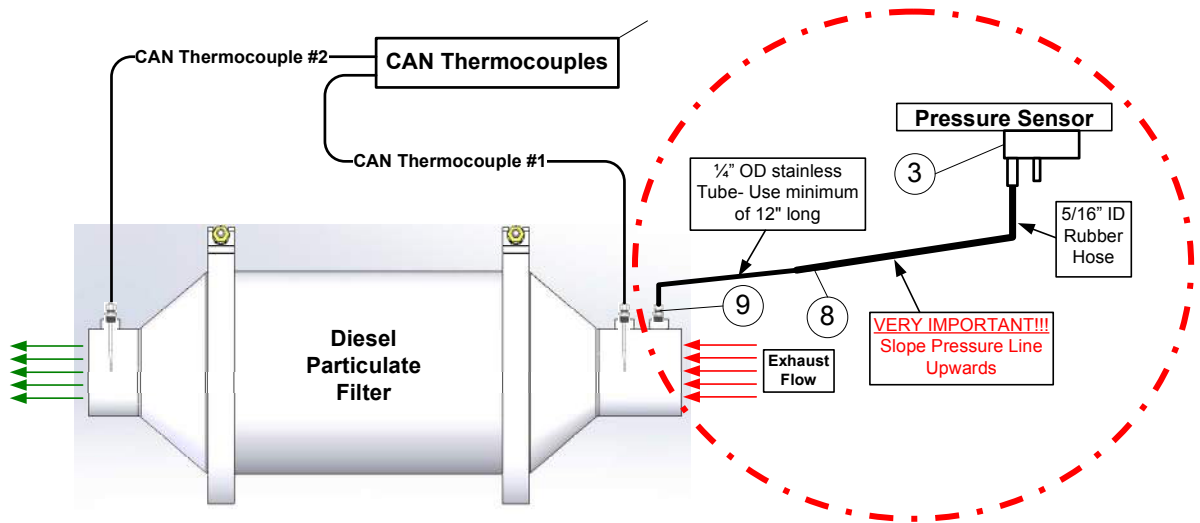 CAN Thermocouple #2
CAN Thermocouples
CAN Thermocouple #1
Pressure Sensor
3
¼” OD stainless
Tube- Use minimum
of 12" long
5/16” ID
Rubber
Hose
9
8
VERY IMPORTANT!!!
Slope Pressure Line
Upwards
Diesel
Particulate
Filter
Exhaust
Flow